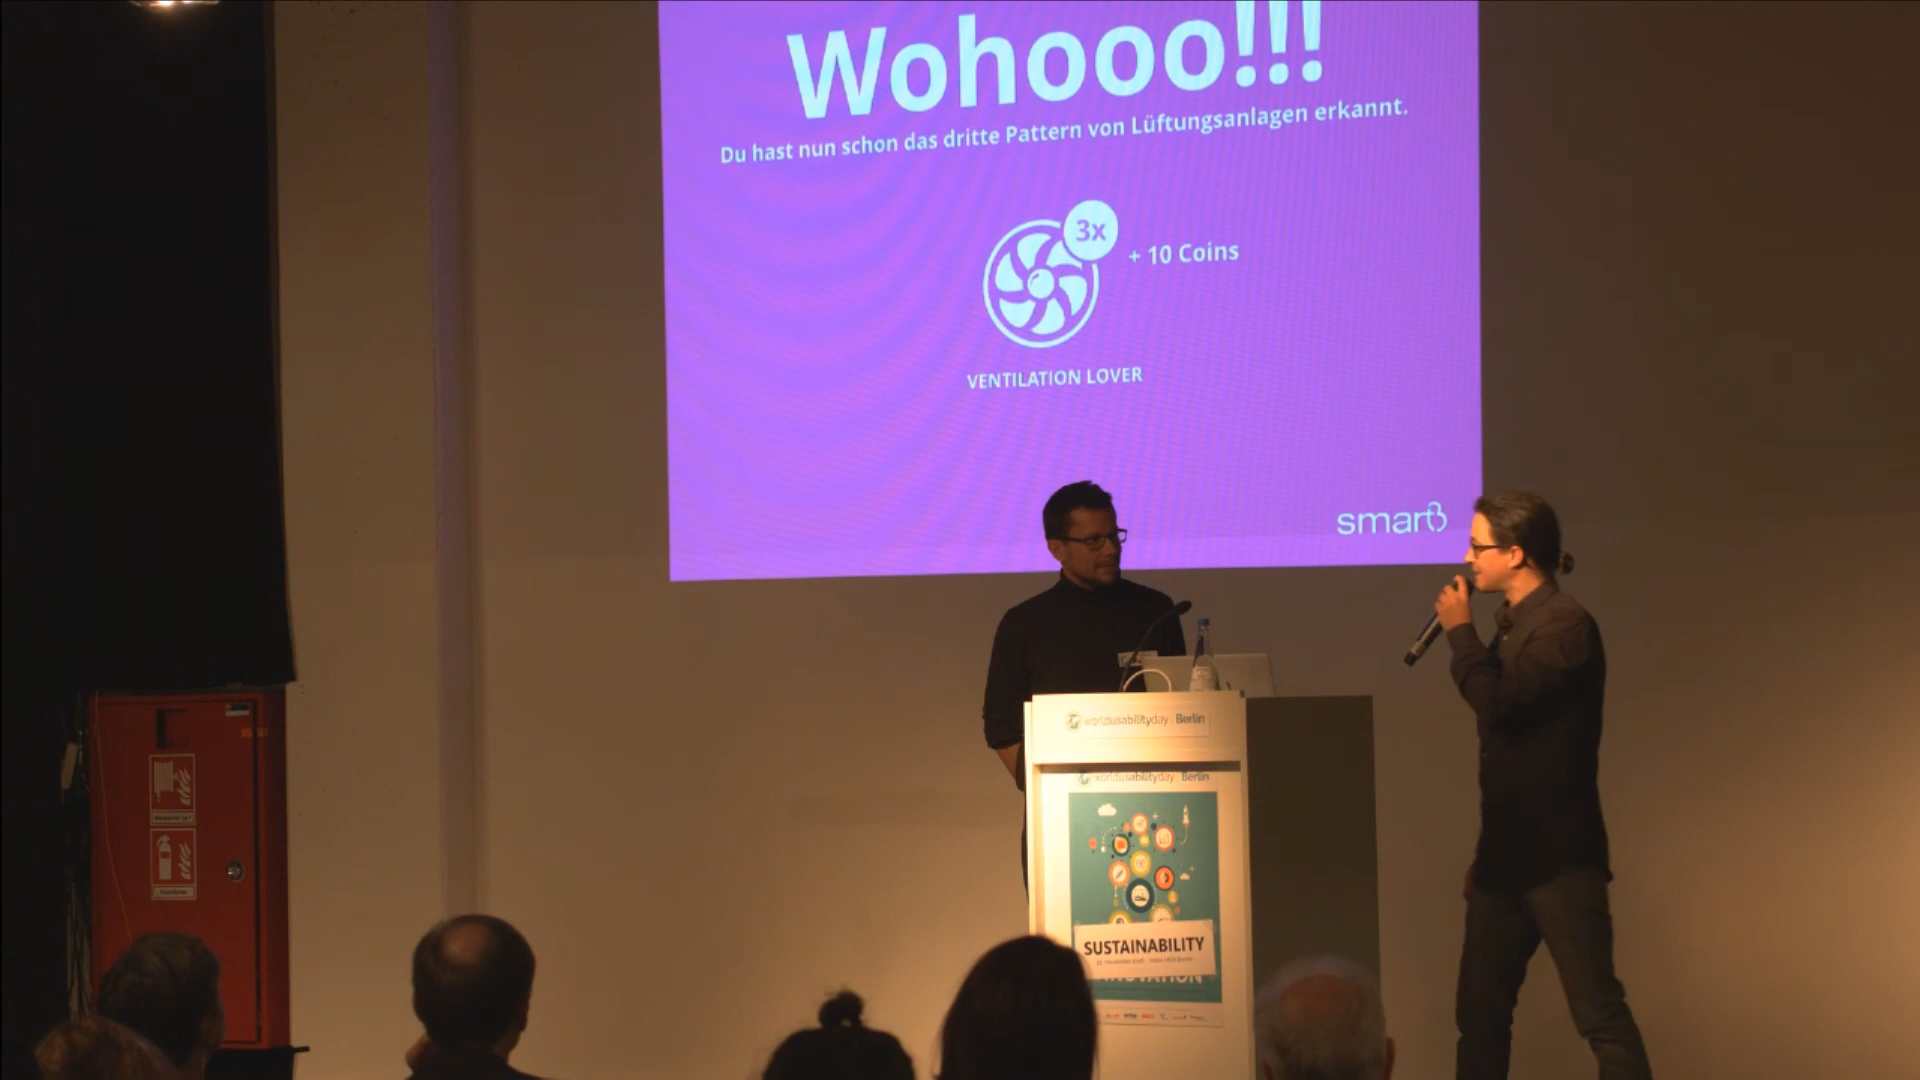 Wohooo!!!
Du hast nun schon das dritte Pattern von Lüftungsanlagen erkannt.
3x
+ 10 Coins
VENTILATION LOVER
smartB
worldusabilityday Berlin
worldusabilityday Berlin
SUSTAINABILITY